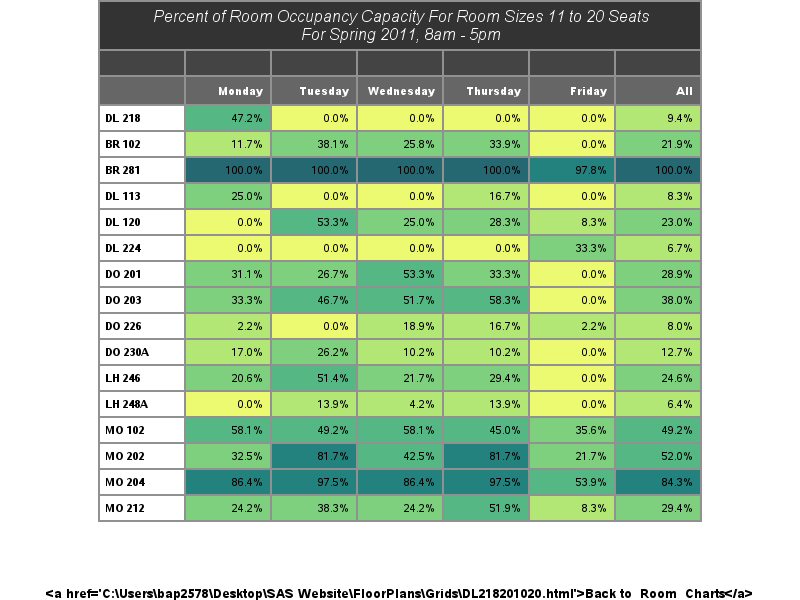 Percent of Room Occupancy Capacity For Room Sizes 11 to 20 Seats
For Spring 2011, 8am - 5pm
Monday Tuesday Wednesday Thursday Friday All
DL 218 47.2% 0.0% 0.0% 0.0% 0.0% 9.4%
BR 102 11.7% 38.1% 25.8% 33.9% 0.0% 21.9%
BR 281 100.0% 100.0% 100.0% 100.0% 97.8% 100.0%
DL 113 25.0% 0.0% 0.0% 16.7% 0.0% 8.3%
DL 120 0.0% 53.3% 25.0% 28.3% 8.3% 23.0%
DL 224 0.0% 0.0% 0.0% 0.0% 33.3% 6.7%
DO 201 31.1% 26.7% 53.3% 33.3% 0.0% 28.9%
DO 203 33.3% 46.7% 51.7% 58.3% 0.0% 38.0%
DO 226 2.2% 0.0% 18.9% 16.7% 2.2% 8.0%
DO 230A 17.0% 26.2% 10.2% 10.2% 0.0% 12.7%
LH 246 20.6% 51.4% 21.7% 29.4% 0.0% 24.6%
LH 248A 0.0% 13.9% 4.2% 13.9% 0.0% 6.4%
MO 102 58.1% 49.2% 58.1% 45.0% 35.6% 49.2%
MO 202 32.5% 81.7% 42.5% 81.7% 21.7% 52.0%
MO 204 86.4% 97.5% 86.4% 97.5% 53.9% 84.3%
MO 212 24.2% 38.3% 24.2% 51.9% 8.3% 29.4%
<a href='C:\Users\bap2578\Desktop\SAS Website\FloorPlans\Grids\DL218201020.html'>Back to Room Charts</a>